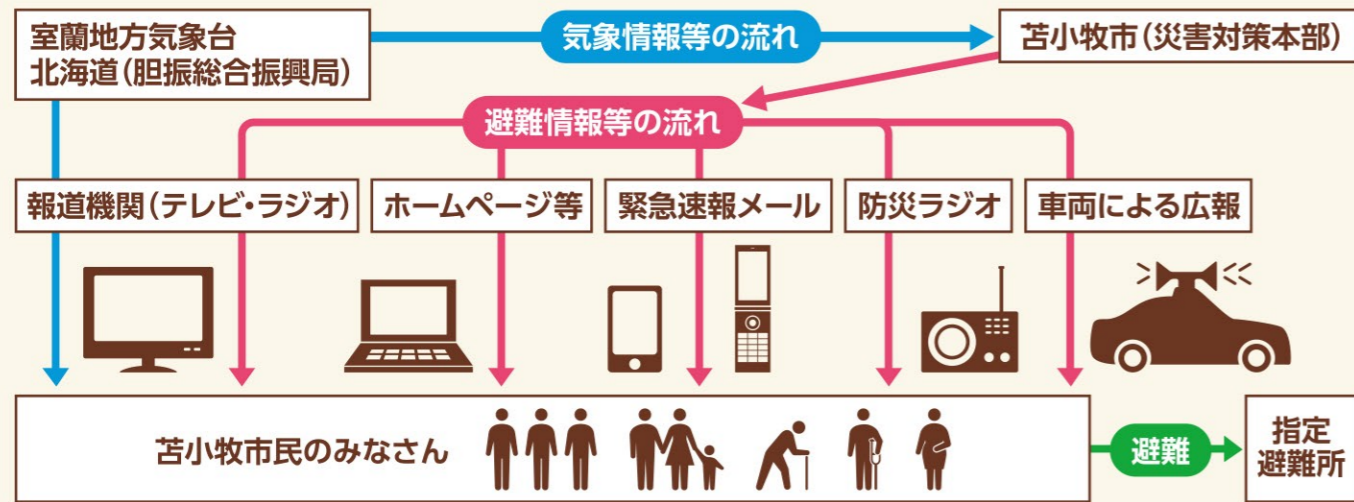 室蘭地方気象台
北海道(胆振総合振興局)
気象情報等の流れ
苫小牧市(災害対策本部)
避難情報等の流れ
報道機関(テレビ・ラジオ)
ホームページ等
緊急速報メール
防災ラジオ
車両による広報
苫小牧市民のみなさん
避難
指定
避難所